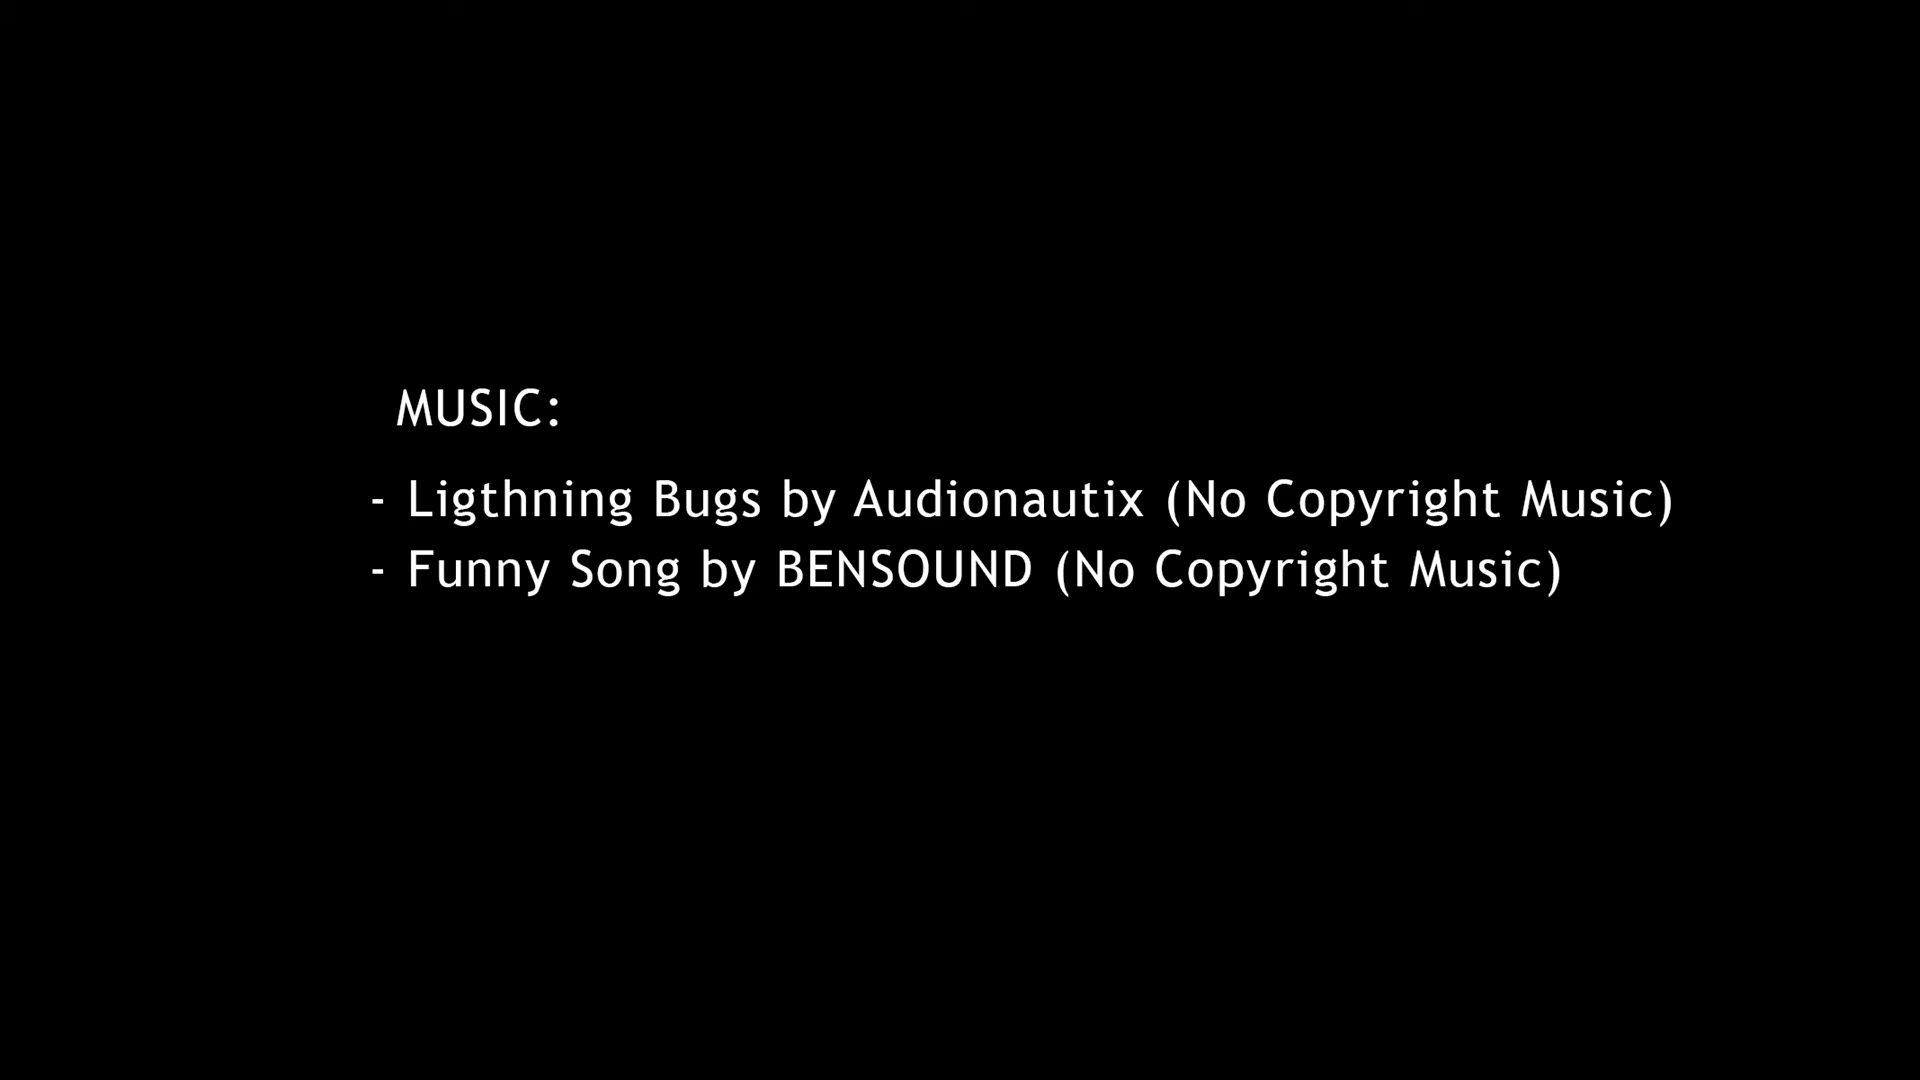 MUSIC:
- Ligthning Bugs by Audionautix (No Copyright Music)
- Funny Song by BENSOUND (No Copyright Music)